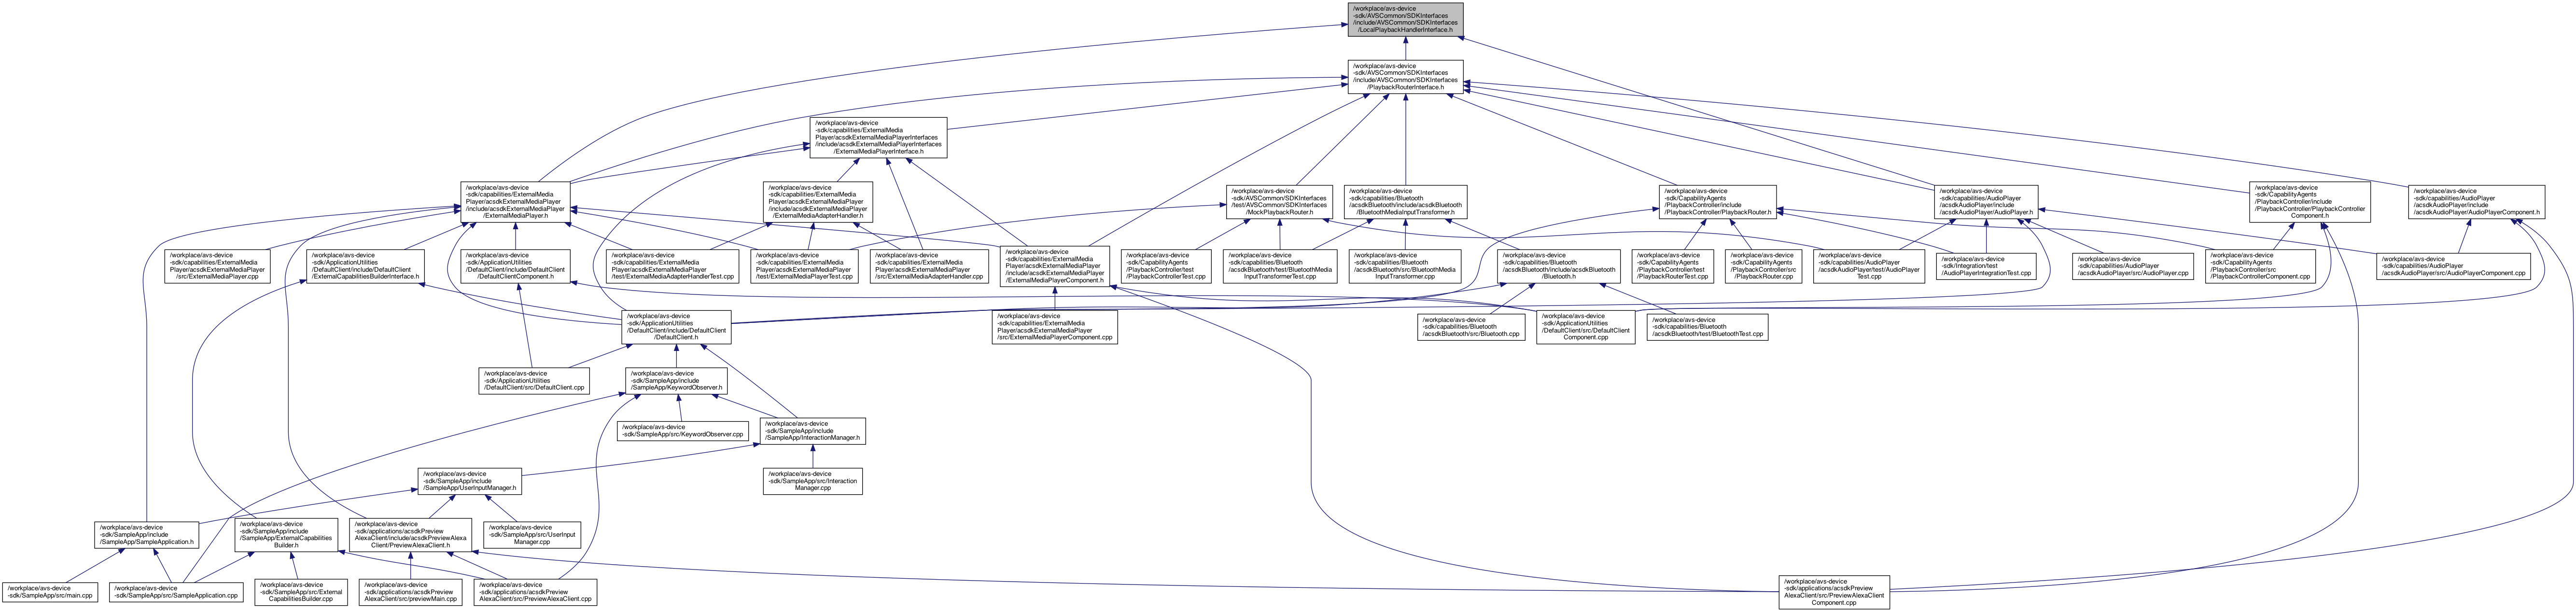 /workplace/avs-device
-sdk/AVSCommon/SDKInterfaces
/include/AVSCommon/SDKInterfaces
/LocalPlaybackHandlerInterface.h
/workplace/avs-device
-sdk/AVSCommon/SDKInterfaces
/include/AVSCommon/SDKInterfaces
/PlaybackRouterInterface.h
/workplace/avs-device
-sdk/capabilities/ExternalMedia
Player/acsdkExternalMediaPlayerInterfaces
/include/acsdkExternalMediaPlayerInterfaces
/ExternalMediaPlayerInterface.h
/workplace/avs-device
-sdk/capabilities/ExternalMedia
Player/acsdkExternalMediaPlayer
/include/acsdkExternalMediaPlayer
/ExternalMediaPlayer.h
/workplace/avs-device
-sdk/capabilities/ExternalMedia
Player/acsdkExternalMediaPlayer
/include/acsdkExternalMediaPlayer
/ExternalMediaAdapterHandler.h
/workplace/avs-device
-sdk/AVSCommon/SDKInterfaces
/test/AVSCommon/SDKInterfaces
/MockPlaybackRouter.h
/workplace/avs-device
-sdk/capabilities/Bluetooth
/acsdkBluetooth/include/acsdkBluetooth
/BluetoothMediaInputTransformer.h
/workplace/avs-device
-sdk/CapabilityAgents
/PlaybackController/include
/PlaybackController/PlaybackRouter.h
/workplace/avs-device
-sdk/capabilities/AudioPlayer
/acsdkAudioPlayer/include
/acsdkAudioPlayer/AudioPlayer.h
/workplace/avs-device
-sdk/CapabilityAgents
/PlaybackController/include
/PlaybackController/PlaybackController
Component.h
/workplace/avs-device
-sdk/capabilities/AudioPlayer
/acsdkAudioPlayer/include
/acsdkAudioPlayer/AudioPlayerComponent.h
/workplace/avs-device
-sdk/capabilities/ExternalMedia
Player/acsdkExternalMediaPlayer
/src/ExternalMediaPlayer.cpp
/workplace/avs-device
-sdk/ApplicationUtilities
/DefaultClient/include/DefaultClient
/ExternalCapabilitiesBuilderInterface.h
/workplace/avs-device
-sdk/ApplicationUtilities
/DefaultClient/include/DefaultClient
/DefaultClientComponent.h
/workplace/avs-device
-sdk/capabilities/ExternalMedia
Player/acsdkExternalMediaPlayer
/test/ExternalMediaAdapterHandlerTest.cpp
/workplace/avs-device
-sdk/capabilities/ExternalMedia
Player/acsdkExternalMediaPlayer
/test/ExternalMediaPlayerTest.cpp
/workplace/avs-device
-sdk/capabilities/ExternalMedia
Player/acsdkExternalMediaPlayer
/src/ExternalMediaAdapterHandler.cpp
/workplace/avs-device
-sdk/capabilities/ExternalMedia
Player/acsdkExternalMediaPlayer
/include/acsdkExternalMediaPlayer
/ExternalMediaPlayerComponent.h
/workplace/avs-device
-sdk/CapabilityAgents
/PlaybackController/test
/PlaybackControllerTest.cpp
/workplace/avs-device
-sdk/capabilities/Bluetooth
/acsdkBluetooth/test/BluetoothMedia
InputTransformerTest.cpp
/workplace/avs-device
-sdk/capabilities/Bluetooth
/acsdkBluetooth/src/BluetoothMedia
InputTransformer.cpp
/workplace/avs-device
-sdk/capabilities/Bluetooth
/acsdkBluetooth/include/acsdkBluetooth
/Bluetooth.h
/workplace/avs-device
-sdk/CapabilityAgents
/PlaybackController/test
/PlaybackRouterTest.cpp
/workplace/avs-device
-sdk/CapabilityAgents
/PlaybackController/src
/PlaybackRouter.cpp
/workplace/avs-device
-sdk/capabilities/AudioPlayer
/acsdkAudioPlayer/test/AudioPlayer
Test.cpp
/workplace/avs-device
-sdk/Integration/test
/AudioPlayerIntegrationTest.cpp
/workplace/avs-device
-sdk/capabilities/AudioPlayer
/acsdkAudioPlayer/src/AudioPlayer.cpp
/workplace/avs-device
-sdk/CapabilityAgents
/PlaybackController/src
/PlaybackControllerComponent.cpp
/workplace/avs-device
-sdk/capabilities/AudioPlayer
/acsdkAudioPlayer/src/AudioPlayerComponent.cpp
/workplace/avs-device
-sdk/ApplicationUtilities
/DefaultClient/include/DefaultClient
/DefaultClient.h
/workplace/avs-device
-sdk/capabilities/ExternalMedia
Player/acsdkExternalMediaPlayer
/src/ExternalMediaPlayerComponent.cpp
/workplace/avs-device
-sdk/capabilities/Bluetooth
/acsdkBluetooth/src/Bluetooth.cpp
/workplace/avs-device
-sdk/ApplicationUtilities
/DefaultClient/src/DefaultClient
Component.cpp
/workplace/avs-device
-sdk/capabilities/Bluetooth
/acsdkBluetooth/test/BluetoothTest.cpp
/workplace/avs-device
-sdk/ApplicationUtilities
/DefaultClient/src/DefaultClient.cpp
/workplace/avs-device
-sdk/SampleApp/include
/SampleApp/KeywordObserver.h
/workplace/avs-device
-sdk/SampleApp/src/KeywordObserver.cpp
/workplace/avs-device
-sdk/SampleApp/include
/SampleApp/InteractionManager.h
/workplace/avs-device
-sdk/SampleApp/include
/SampleApp/UserInputManager.h
/workplace/avs-device
-sdk/SampleApp/src/Interaction
Manager.cpp
/workplace/avs-device
-sdk/SampleApp/include
/SampleApp/SampleApplication.h
/workplace/avs-device
-sdk/SampleApp/include
/SampleApp/ExternalCapabilities
Builder.h
/workplace/avs-device
-sdk/applications/acsdkPreview
AlexaClient/include/acsdkPreviewAlexa
Client/PreviewAlexaClient.h
/workplace/avs-device
-sdk/SampleApp/src/UserInput
Manager.cpp
/workplace/avs-device
-sdk/SampleApp/src/main.cpp
/workplace/avs-device
-sdk/SampleApp/src/SampleApplication.cpp
/workplace/avs-device
-sdk/SampleApp/src/External
CapabilitiesBuilder.cpp
/workplace/avs-device
-sdk/applications/acsdkPreview
AlexaClient/src/previewMain.cpp
/workplace/avs-device
-sdk/applications/acsdkPreview
AlexaClient/src/PreviewAlexaClient.cpp
/workplace/avs-device
-sdk/applications/acsdkPreview
AlexaClient/src/PreviewAlexaClient
Component.cpp